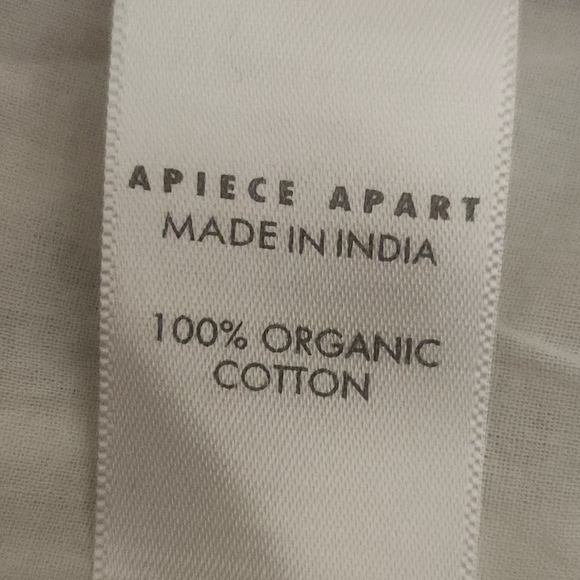 APIECE APART
MADE IN INDIA
100% ORGANIC
COTTON